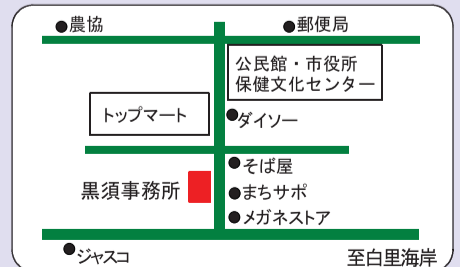 ●農協
●郵便局
公民館・市役所
保健文化センター
トップマート
●ダイソー
●そば屋
黒須事務所
●まちサポ
●メガネストア
●ジャスコ
至白里海岸